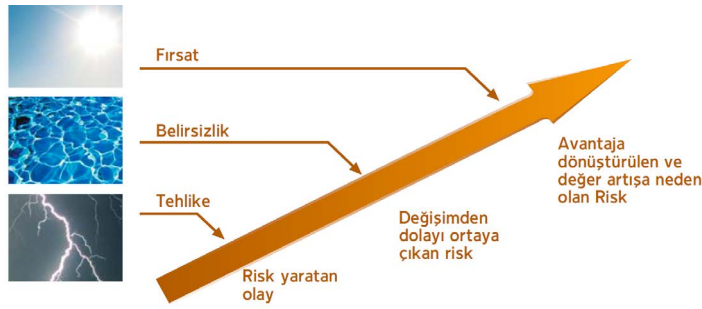 Fırsat
Belirsizlik
Tehlike
Risk yaratan
olay
Değişimden
dolayı ortaya
çıkan risk
Avantaja
dönüştürülen ve
değer artışa neden
olan Risk